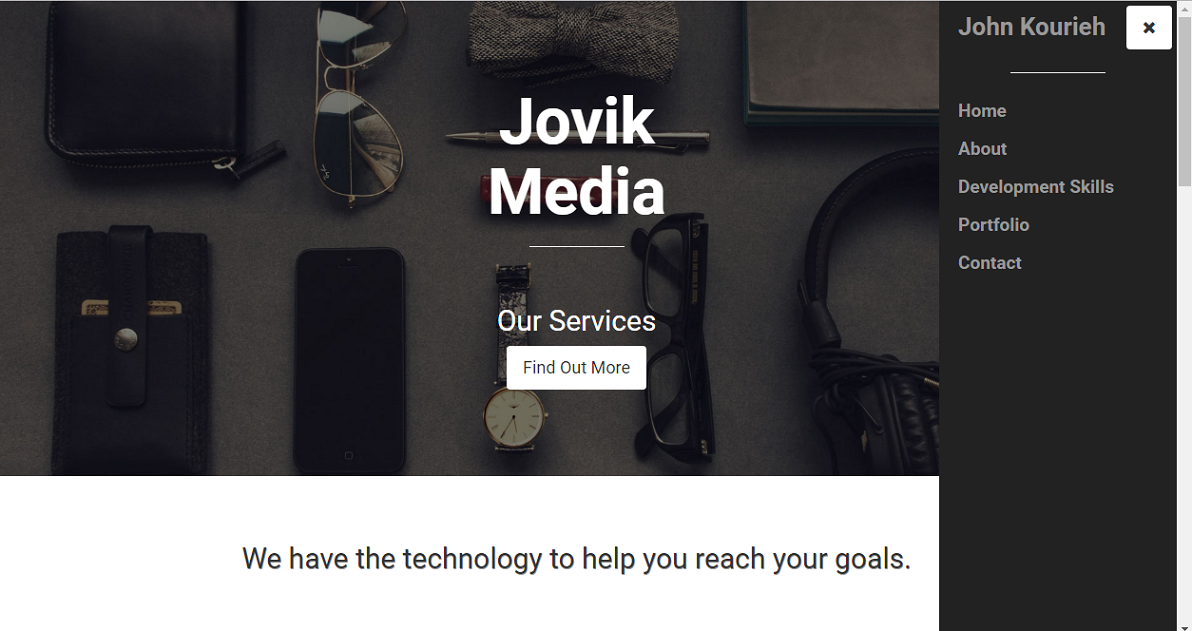 John Kourieh
Home
About
Development Skills
Portfolio
Contact
Jovik
Media
Our Services
Find Out More
We have the technology to help you reach your goals.